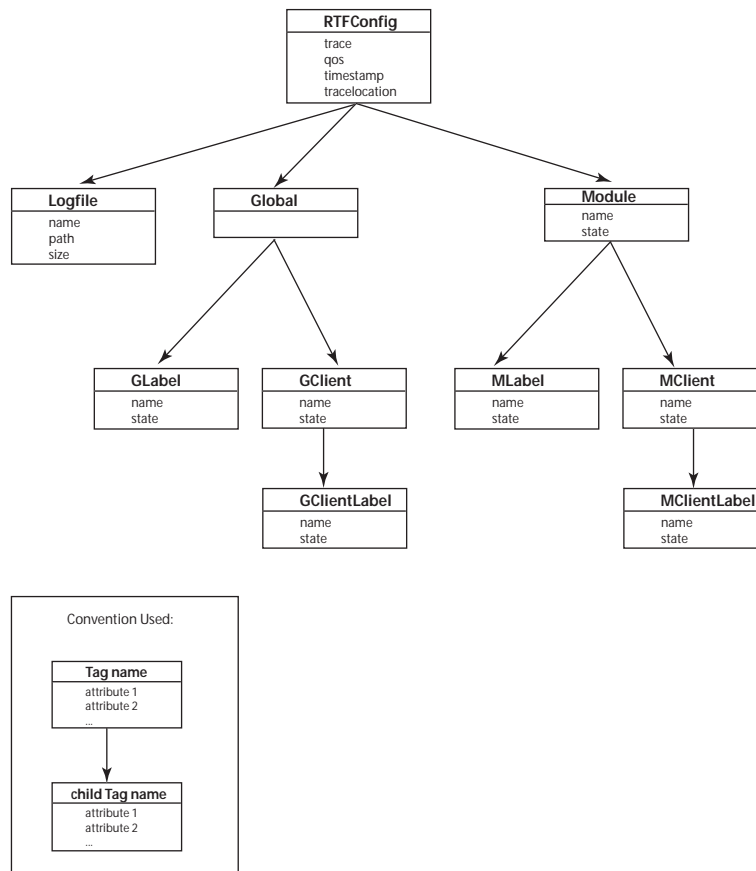 RTFConfig
trace
qos
timestamp
tracelocation
Logfile
name
path
size
Global
Module
name
state
GLabel
name
state
GClient
name
state
MLabel
name
state
MClient
name
state
GClientLabel
name
state
MClientLabel
name
state
Convention Used:
Tag name
attribute 1
attribute 2
...
child Tag name
attribute 1
attribute 2
...